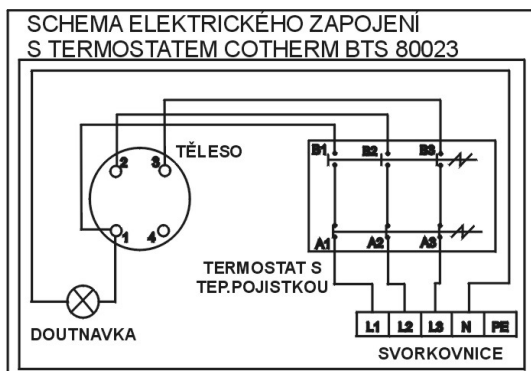 SCHEMA ELEKTRICKÉHO ZAPOJENÍ
S TERMOSTATEM COTHERM BTS 80023
2 3 TĚLESO
1 4
B1 B2 B3
A1 A2 A3
TERMOSTAT S
TEP.POJISTKOU
DOUTNAVKA
L1 L2 L3 N PE
SVORKOVNICE